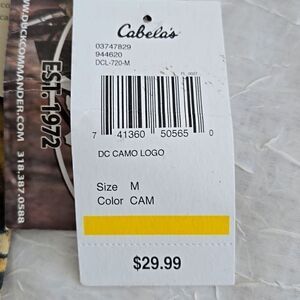 Cabela's
03747829
944620
DCL-720-M
7 41360 50565 0
DC CAMO LOGO
Size M
Color CAM
$29.99
EST. 1972
WWW.DUCKCOMMANDER.COM 318.387.0588